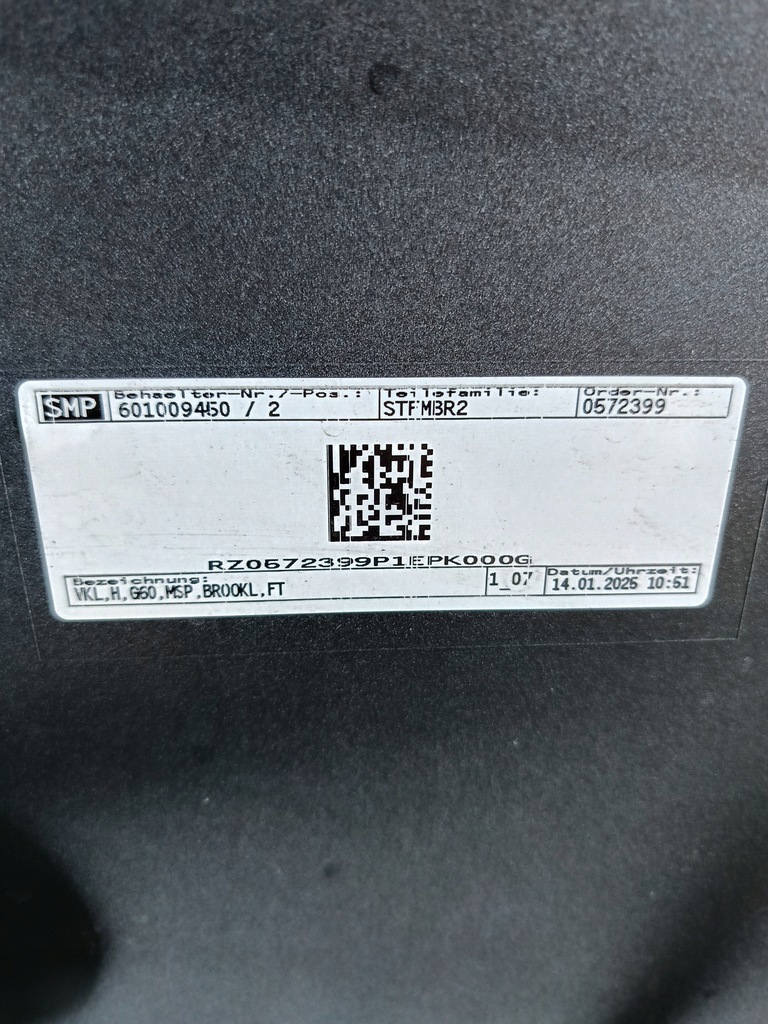 SMP Behaelter-Nr./-Pos.: Teilefamilie: Order-Nr.:
601009450 / 2 STFMBR2 0572399
RZ0572399P1EPK000G
Bezeichnung: 1_07 Datum/Uhrzeit:
VKL,H,G60,MSP,BROOKL,FT 14.01.2025 10:51